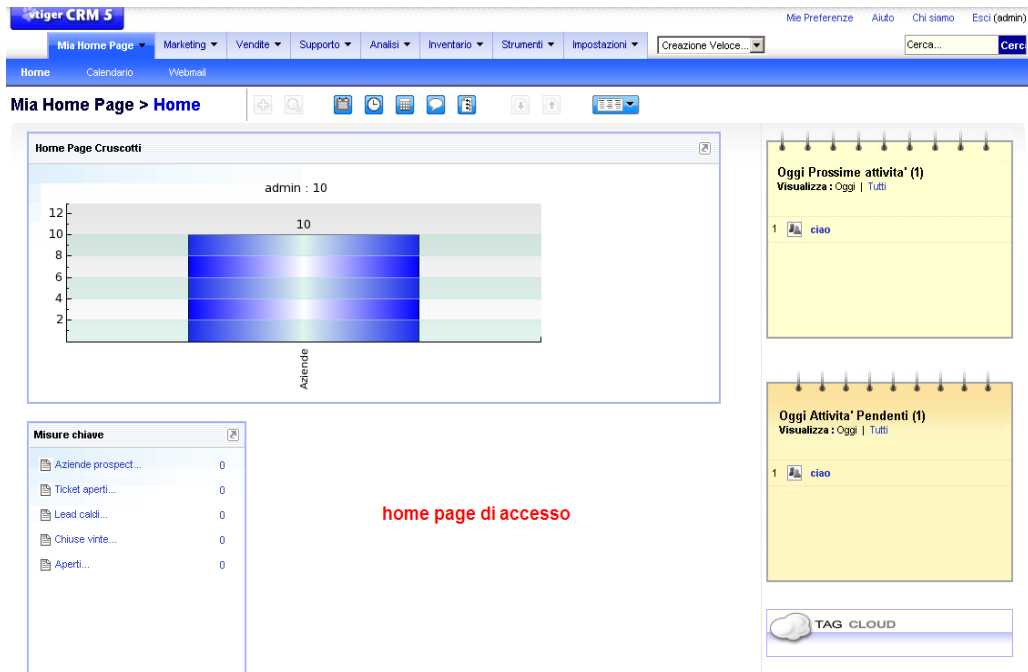 vtiger CRM 5
Mie Preferenze Aiuto Chi siamo Esci (admin)
Mia Home Page Marketing Vendite Supporto Analisi Inventario Strumenti Impostazioni Creazione Veloce... Cerca...
Home Calendario Webmail
Mia Home Page > Home
Home Page Cruscotti
admin : 10
12
10
8
6
4
2
10
Aziende
Oggi Prossime attivita' (1)
Visualizza : Oggi | Tutti
1 ciao
Oggi Attivita' Pendenti (1)
Visualizza : Oggi | Tutti
1 ciao
Misure chiave
Aziende prospect... 0
Ticket aperti... 0
Lead caldi... 0
Chiuse vinte... 0
Aperti... 0
home page di accesso
TAG CLOUD